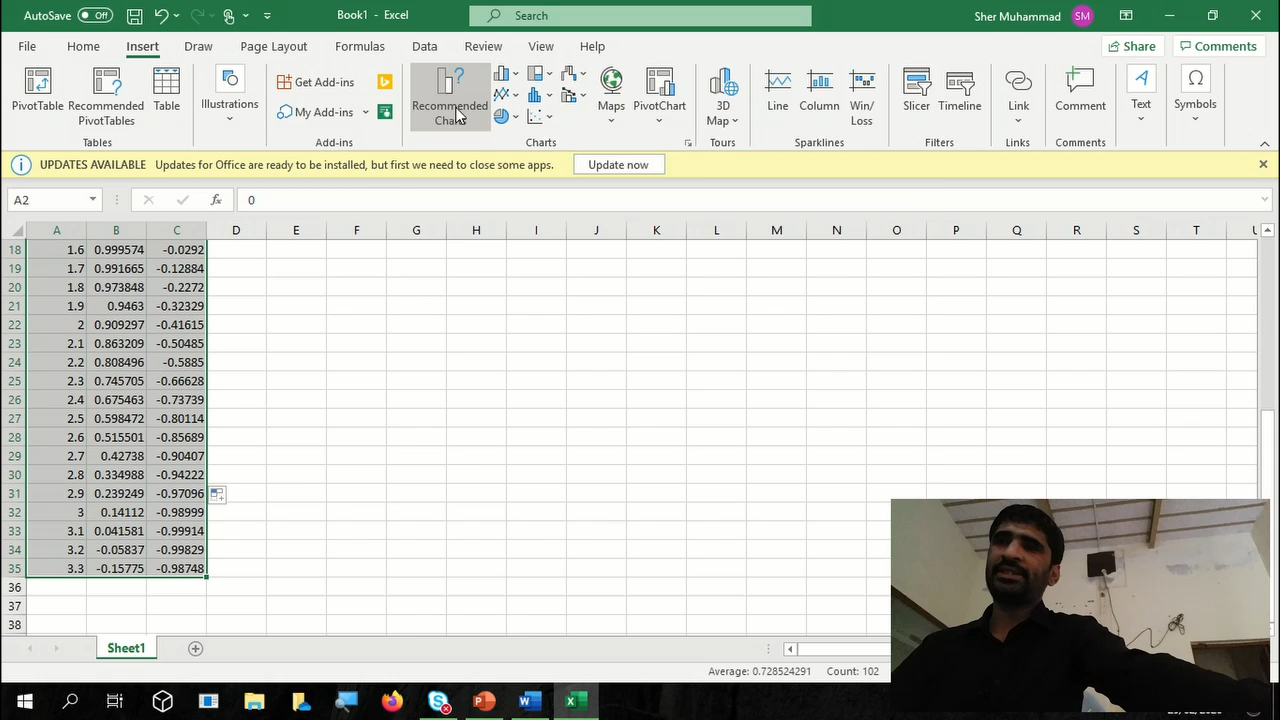 AutoSave Off Book1 - Excel Search Sher Muhammad SM
File Home Insert Draw Page Layout Formulas Data Review View Help Share Comments
PivotTable
Recommended
PivotTables
Table
Tables
Illustrations
Get Add-ins
My Add-ins
Add-ins
Recommended
Charts
Maps
PivotChart
Charts
3D
Map
Tours
Line
Column
Win/
Loss
Sparklines
Slicer
Timeline
Filters
Link
Links
Comment
Comments
Text
Symbols
UPDATES AVAILABLE Updates for Office are ready to be installed, but first we need to close some apps. Update now
A2 fx 0
A B C D E F G H I J K L M N O P Q R S T U
18 1.6 0.999574 -0.0292
19 1.7 0.991665 -0.12884
20 1.8 0.973848 -0.2272
21 1.9 0.9463 -0.32329
22 2 0.909297 -0.41615
23 2.1 0.863209 -0.50485
24 2.2 0.808496 -0.5885
25 2.3 0.745705 -0.66628
26 2.4 0.675463 -0.73739
27 2.5 0.598472 -0.80114
28 2.6 0.515501 -0.85689
29 2.7 0.42738 -0.90407
30 2.8 0.334988 -0.94222
31 2.9 0.239249 -0.97096
32 3 0.14112 -0.98999
33 3.1 0.041581 -0.99914
34 3.2 -0.05837 -0.99829
35 3.3 -0.15775 -0.98748
36
37
38
Sheet1
Average: 0.728524291 Count: 102